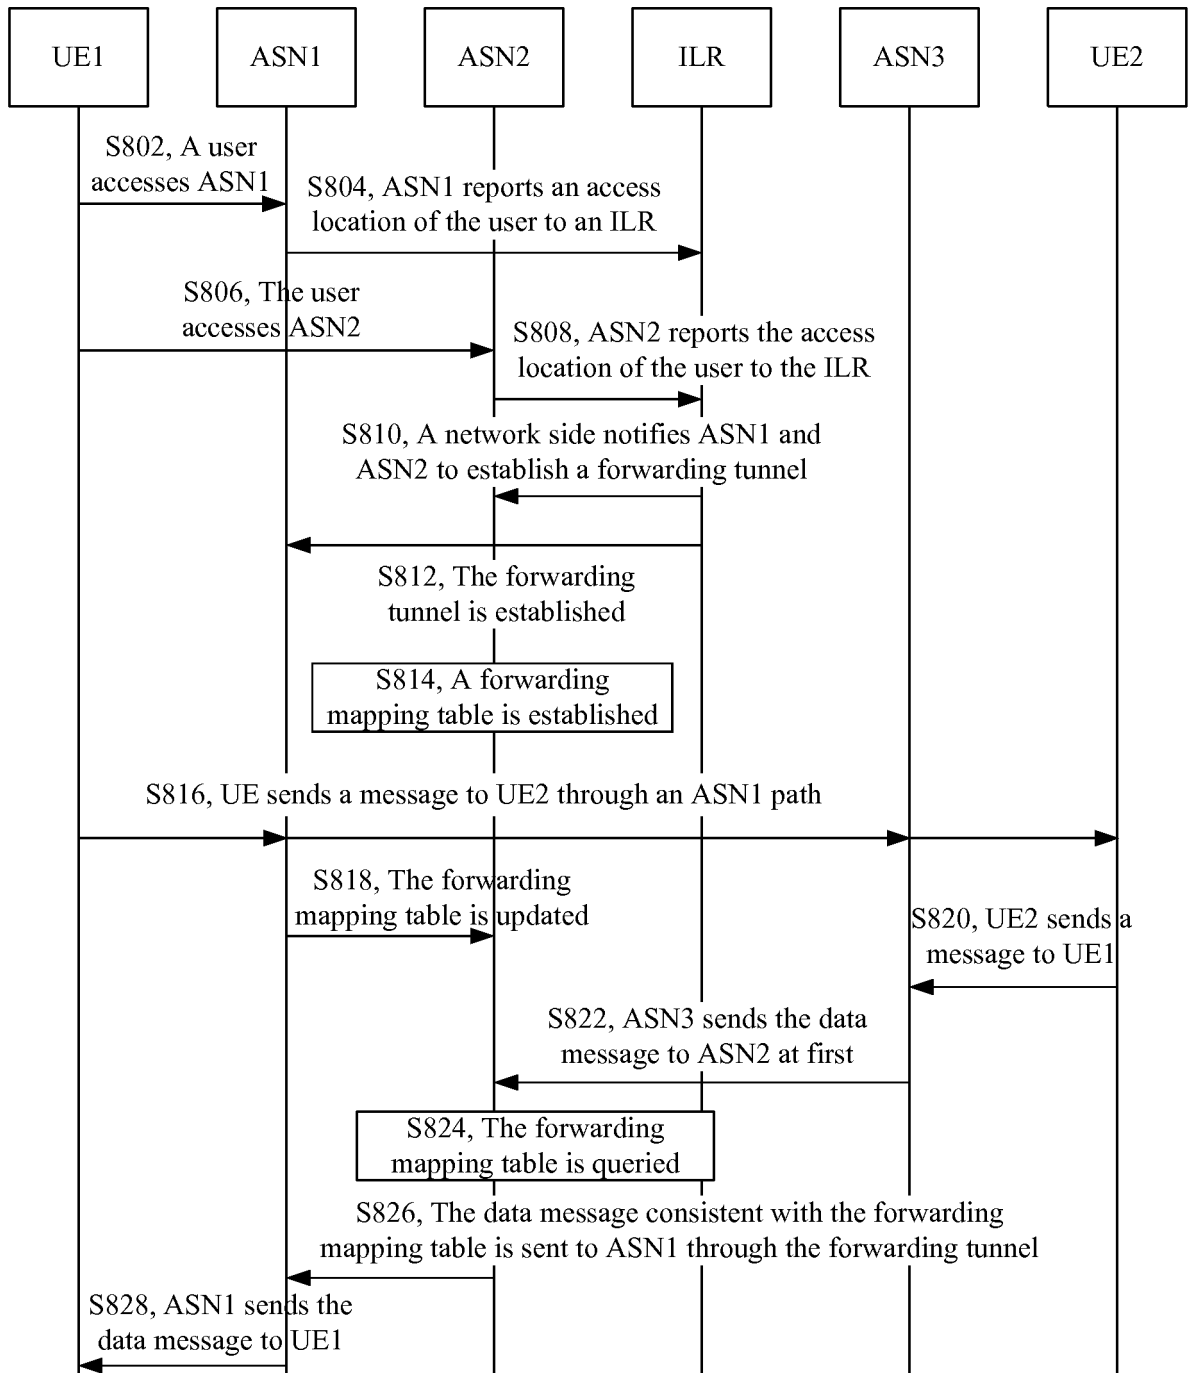 UE1
ASN1
ASN2
ILR
ASN3
UE2
S802, A user
accesses ASN1
S804, ASN1 reports an access
location of the user to an ILR
S806, The user
accesses ASN2
S808, ASN2 reports the access
location of the user to the ILR
S810, A network side notifies ASN1 and
ASN2 to establish a forwarding tunnel
S812, The forwarding
tunnel is established
S814, A forwarding
mapping table is established
S816, UE sends a message to UE2 through an ASN1 path
S818, The forwarding
mapping table is updated
S820, UE2 sends a
message to UE1
S822, ASN3 sends the data
message to ASN2 at first
S824, The forwarding
mapping table is queried
S826, The data message consistent with the forwarding
mapping table is sent to ASN1 through the forwarding tunnel
S828, ASN1 sends the
data message to UE1